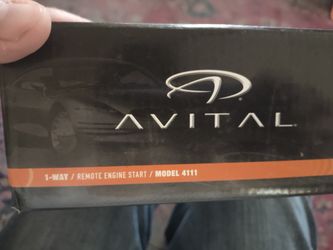 AVITAL
1-WAY / REMOTE ENGINE START / MODEL 4111